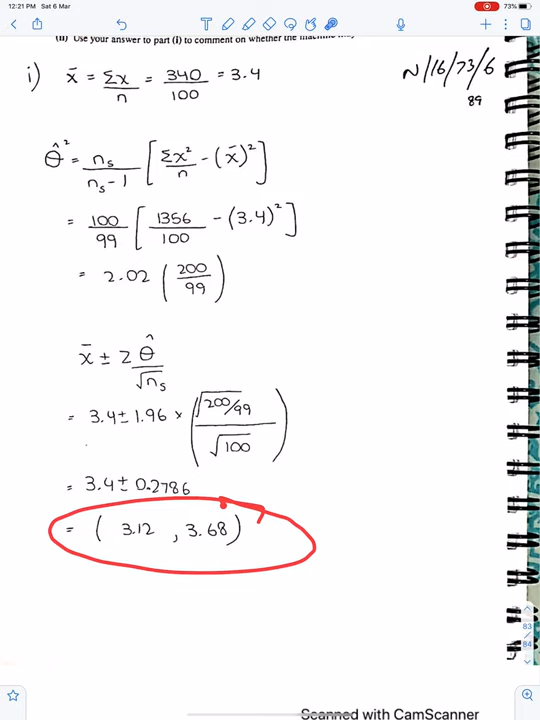 12:21 PM Sat 6 Mar
73%
(ii) Use your answer to part (i) to comment on whether the machine may
N/16/73/6
89
i) x̄ = Σx/n = 340/100 = 3.4
θ̂² = nₛ/(nₛ-1) [Σx²/n - (x̄)²]
= 100/99 [1356/100 - (3.4)²]
= 2.02 (200/99)
x̄ ± z θ̂/√nₛ
= 3.4 ± 1.96 × (√200/99 / √100)
= 3.4 ± 0.2786
= (3.12, 3.68)
83
84
Scanned with CamScanner